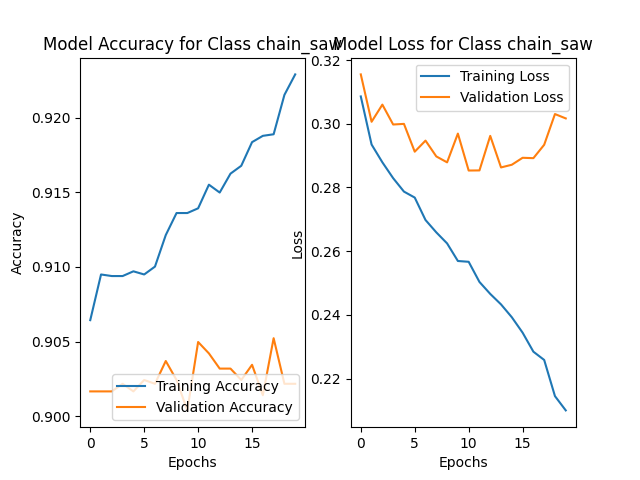 Model Accuracy for Class chain_saw
Accuracy
0.920
0.915
0.910
0.905
0.900
Training Accuracy
Validation Accuracy
0
5
10
15
Epochs
Model Loss for Class chain_saw
Loss
0.32
0.30
0.28
0.26
0.24
0.22
Training Loss
Validation Loss
0
5
10
15
Epochs